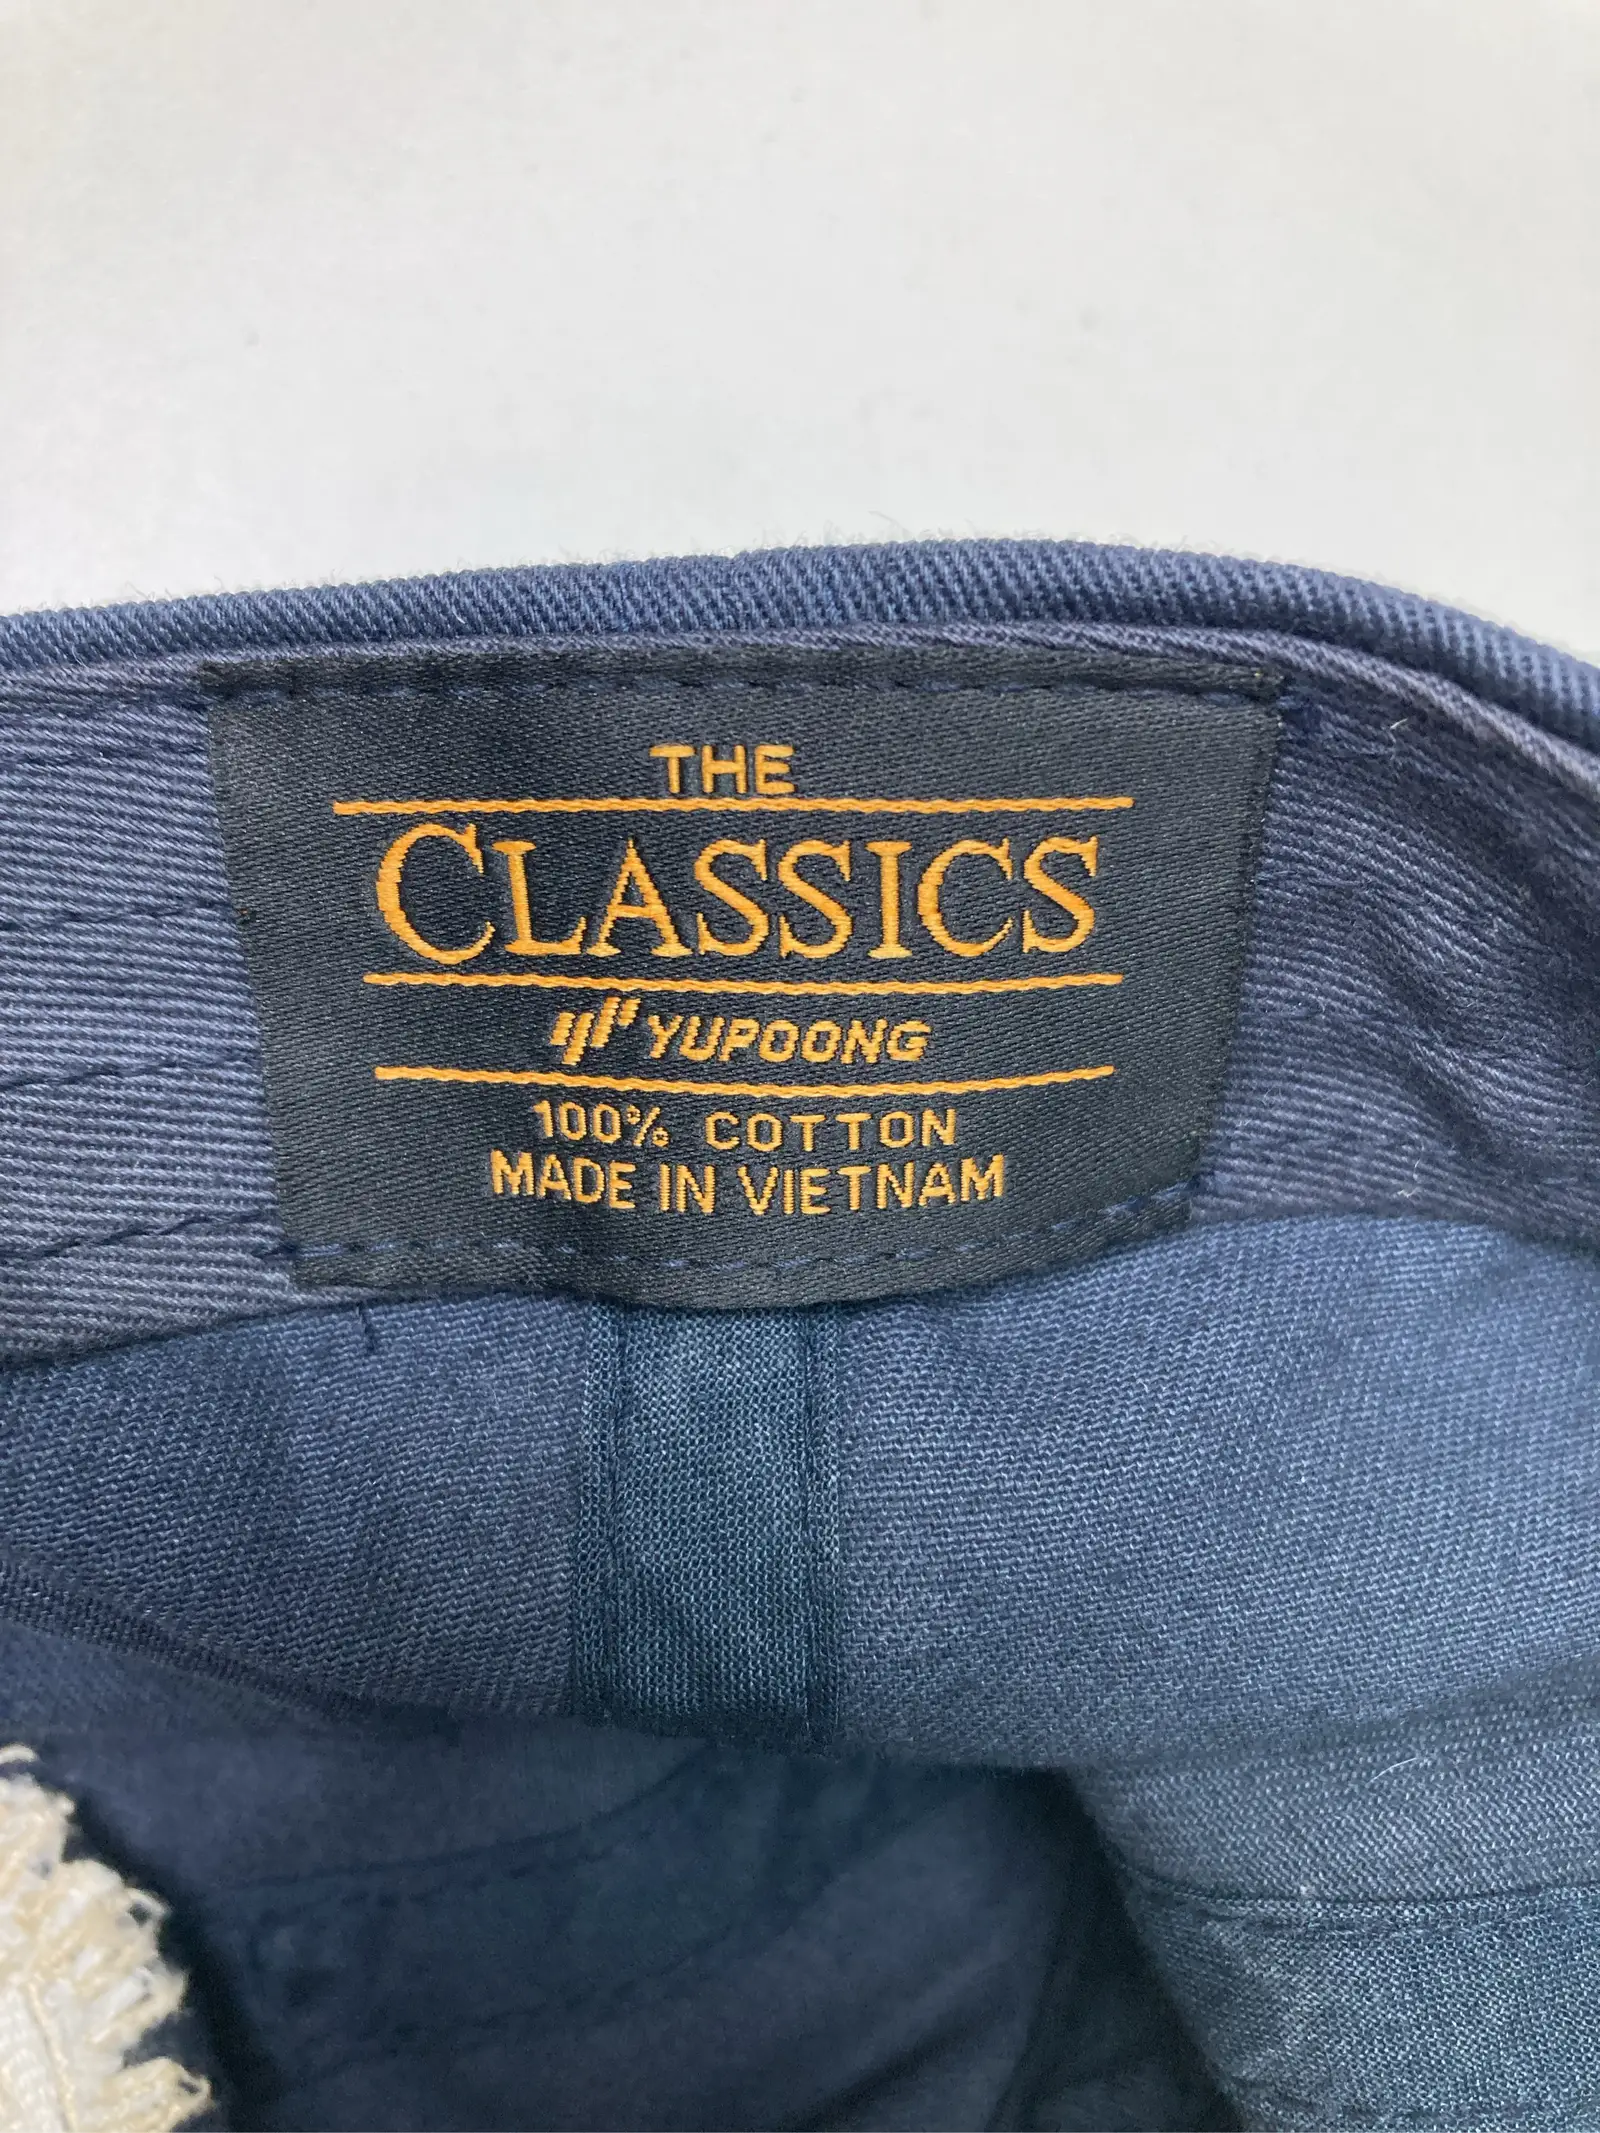 THE
CLASSICS
YUPOONG
100% COTTON
MADE IN VIETNAM